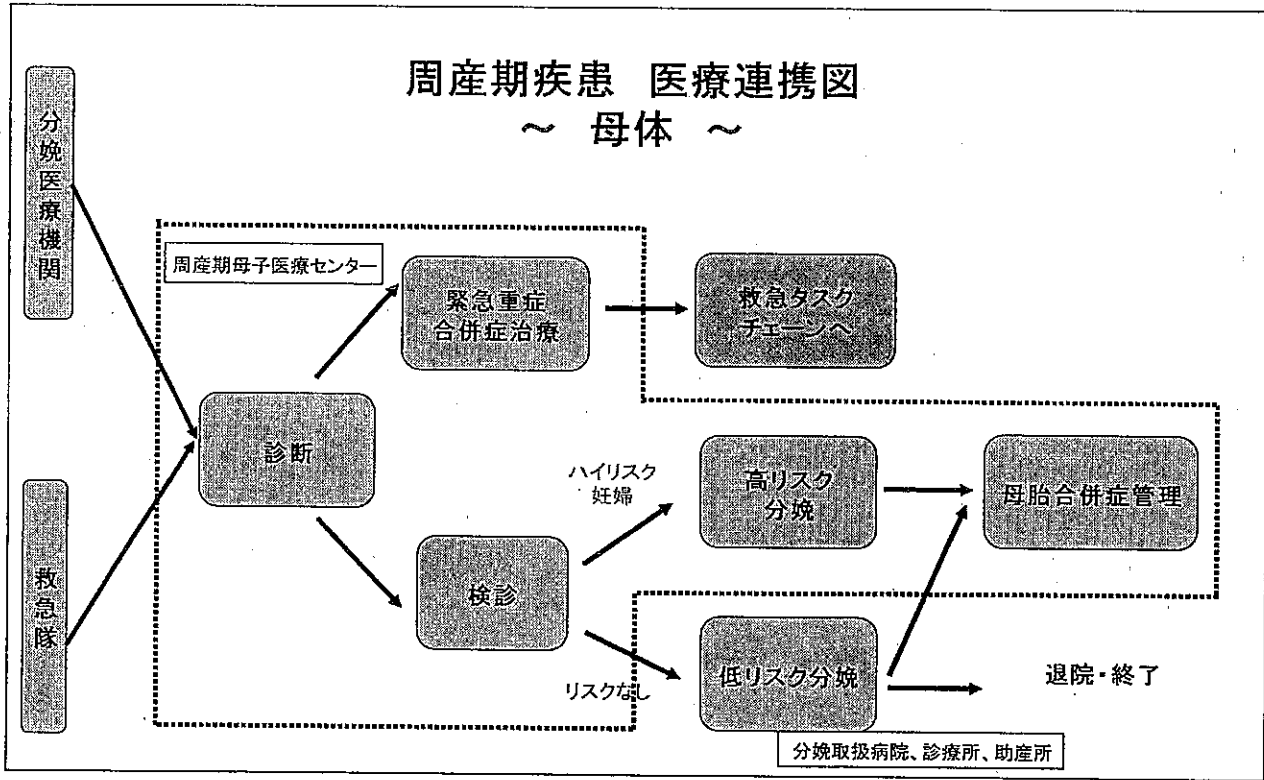 周産期疾患 医療連携図
～ 母体 ～
分娩医療機関
救急隊
周産期母子医療センター
緊急重症
合併症治療
救急タスク
チェーンへ
診断
ハイリスク
妊婦
高リスク
分娩
母胎合併症管理
検診
リスクなし
低リスク分娩
退院・終了
分娩取扱病院、診療所、助産所